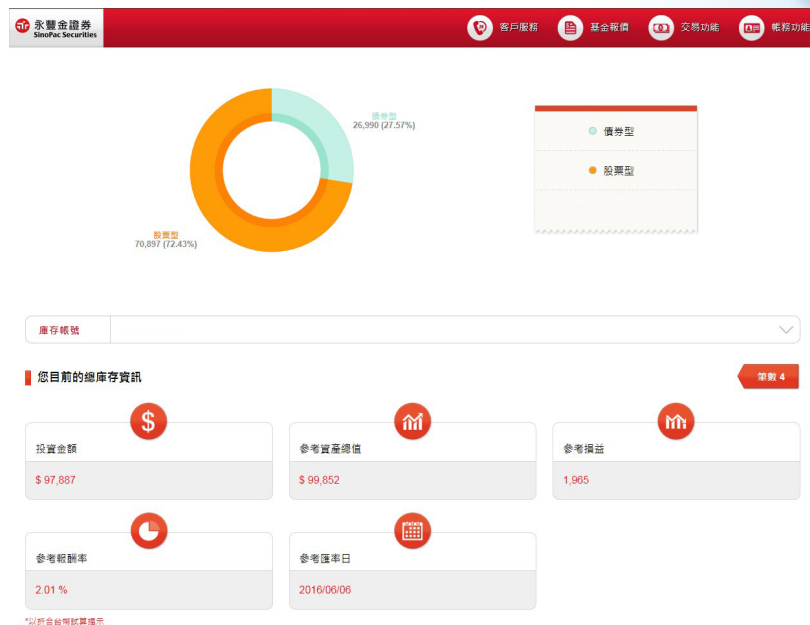 永豐金證券
SinoPac Securities
客戶服務
基金報價
交易功能
帳務功能
債券型
26,990 (27.57%)
股票型
70,897 (72.43%)
債券型
股票型
庫存帳號
您目前的總庫存資訊
筆數 4
投資金額
$ 97,887
參考資產總值
$ 99,852
參考損益
1,965
參考報酬率
2.01 %
參考匯率日
2016/06/06
*以折合台幣試算揭示